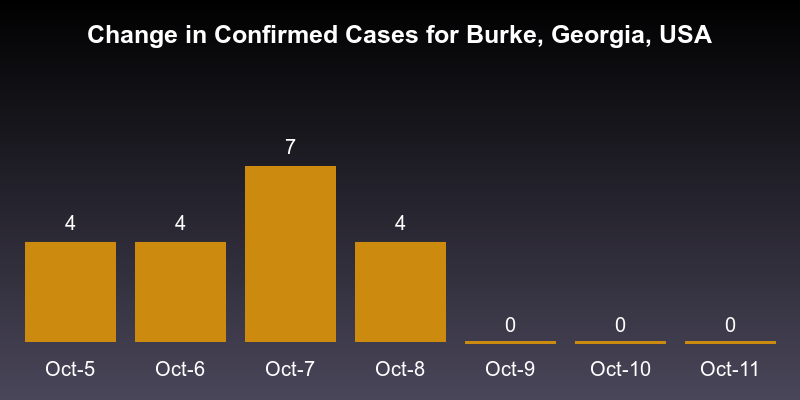 Change in Confirmed Cases for Burke, Georgia, USA
7
4 4 4
0 0 0
Oct-5 Oct-6 Oct-7 Oct-8 Oct-9 Oct-10 Oct-11